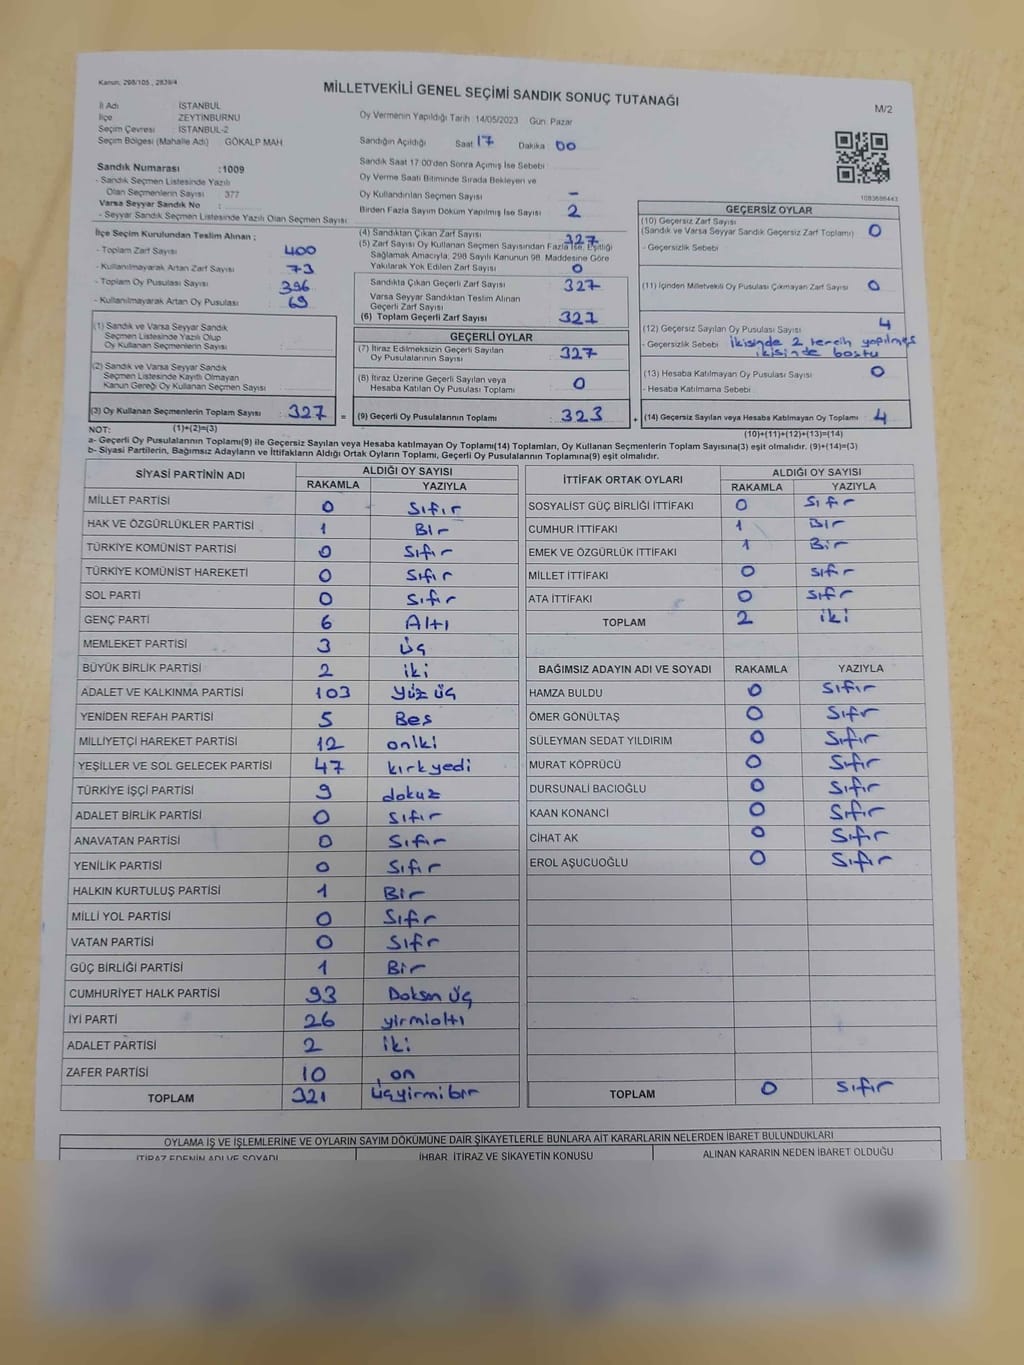 Kanun, 298/105 , 2839/4
MİLLETVEKİLİ GENEL SEÇİMİ SANDIK SONUÇ TUTANAĞI
M/2
İl Adı : İSTANBUL
İlçe : ZEYTİNBURNU
Seçim Çevresi : İSTANBUL-2
Seçim Bölgesi (Mahalle Adı) : GÖKALP MAH
Sandık Numarası :1009
- Sandık Seçmen Listesinde Yazılı
Olan Seçmenlerin Sayısı : 377
Varsa Seyyar Sandık No :
- Seyyar Sandık Seçmen Listesinde Yazılı Olan Seçmen Sayısı :
Oy Vermenin Yapıldığı Tarih 14/05/2023 Gün: Pazar
Sandığın Açıldığı Saat 17 Dakika 00
Sandık Saat 17:00'den Sonra Açılmış İse Sebebi
Oy Verme Saati Bitiminde Sırada Bekleyen ve
Oy Kullandırılan Seçmen Sayısı -
Birden Fazla Sayım Döküm Yapılmış İse Sayısı 2
1083686443
İlçe Seçim Kurulundan Teslim Alınan ;
- Toplam Zarf Sayısı : 400
- Kullanılmayarak Artan Zarf Sayısı : 73
- Toplam Oy Pusulası Sayısı : 396
- Kullanılmayarak Artan Oy Pusulası : 69
(1) Sandık ve Varsa Seyyar Sandık
Seçmen Listesinde Yazılı Olup
Oy Kullanan Seçmenlerin Sayısı :
(2) Sandık ve Varsa Seyyar Sandık
Seçmen Listesinde Kayıtlı Olmayan
Kanun Gereği Oy Kullanan Seçmen Sayısı :
(3) Oy Kullanan Seçmenlerin Toplam Sayısı : 327 =
(4) Sandıktan Çıkan Zarf Sayısı 327
(5) Zarf Sayısı Oy Kullanan Seçmen Sayısından Fazla İse, Eşitliği
Sağlamak Amacıyla, 298 Sayılı Kanunun 98. Maddesine Göre
Yakılarak Yok Edilen Zarf Sayısı 0
Sandıkta Çıkan Geçerli Zarf Sayısı : 327
Varsa Seyyar Sandıktan Teslim Alınan
Geçerli Zarf Sayısı :
(6) Toplam Geçerli Zarf Sayısı : 327
GEÇERLİ OYLAR
(7) İtiraz Edilmeksizin Geçerli Sayılan
Oy Pusulalarının Sayısı : 327
(8) İtiraz Üzerine Geçerli Sayılan veya
Hesaba Katılan Oy Pusulası Toplamı : 0
(9) Geçerli Oy Pusulalarının Toplamı : 323 +
GEÇERSİZ OYLAR
(10) Geçersiz Zarf Sayısı
(Sandık ve Varsa Seyyar Sandık Geçersiz Zarf Toplamı) : 0
- Geçersizlik Sebebi :
(11) İçinden Milletvekili Oy Pusulası Çıkmayan Zarf Sayısı : 0
(12) Geçersiz Sayılan Oy Pusulası Sayısı : 4
- Geçersizlik Sebebi : ikisinde 2 tercih yapılmış
ikisinde boştu
(13) Hesaba Katılmayan Oy Pusulası Sayısı : 0
- Hesaba Katılmama Sebebi :
(14) Geçersiz Sayılan veya Hesaba Katılmayan Oy Toplamı : 4
NOT: (1)+(2)=(3)
(10)+(11)+(12)+(13)=(14)
a- Geçerli Oy Pusulalarının Toplamı(9) ile Geçersiz Sayılan veya Hesaba katılmayan Oy Toplamı(14) Toplamları, Oy Kullanan Seçmenlerin Toplam Sayısına(3) eşit olmalıdır. (9)+(14)=(3)
b- Siyasi Partilerin, Bağımsız Adayların ve İttifakların Aldığı Ortak Oyların Toplamı, Geçerli Oy Pusulalarının Toplamına(9) eşit olmalıdır.
SİYASİ PARTİNİN ADI ALDIĞI OY SAYISI
RAKAMLA YAZIYLA
MİLLET PARTİSİ 0 Sıfır
HAK VE ÖZGÜRLÜKLER PARTİSİ 1 Bir
TÜRKİYE KOMÜNİST PARTİSİ 0 Sıfır
TÜRKİYE KOMÜNİST HAREKETİ 0 Sıfır
SOL PARTİ 0 Sıfır
GENÇ PARTİ 6 Altı
MEMLEKET PARTİSİ 3 Üç
BÜYÜK BİRLİK PARTİSİ 2 iki
ADALET VE KALKINMA PARTİSİ 103 Yüz üç
YENİDEN REFAH PARTİSİ 5 Beş
MİLLİYETÇİ HAREKET PARTİSİ 12 oniki
YEŞİLLER VE SOL GELECEK PARTİSİ 47 kırkyedi
TÜRKİYE İŞÇİ PARTİSİ 9 dokuz
ADALET BİRLİK PARTİSİ 0 Sıfır
ANAVATAN PARTİSİ 0 Sıfır
YENİLİK PARTİSİ 0 Sıfır
HALKIN KURTULUŞ PARTİSİ 1 Bir
MİLLİ YOL PARTİSİ 0 Sıfır
VATAN PARTİSİ 0 Sıfır
GÜÇ BİRLİĞİ PARTİSİ 1 Bir
CUMHURİYET HALK PARTİSİ 93 Doksan üç
İYİ PARTİ 26 yirmialtı
ADALET PARTİSİ 2 iki
ZAFER PARTİSİ 10 on
TOPLAM 321 üçyirmibir
İTTİFAK ORTAK OYLARI ALDIĞI OY SAYISI
RAKAMLA YAZIYLA
SOSYALİST GÜÇ BİRLİĞİ İTTİFAKI 0 Sıfır
CUMHUR İTTİFAKI 1 Bir
EMEK VE ÖZGÜRLÜK İTTİFAKI 1 Bir
MİLLET İTTİFAKI 0 Sıfır
ATA İTTİFAKI 0 Sıfır
TOPLAM 2 iki
BAĞIMSIZ ADAYIN ADI VE SOYADI RAKAMLA YAZIYLA
HAMZA BULDU 0 Sıfır
ÖMER GÖNÜLTAŞ 0 Sıfır
SÜLEYMAN SEDAT YILDIRIM 0 Sıfır
MURAT KÖPRÜCÜ 0 Sıfır
DURSUNALİ BACIOĞLU 0 Sıfır
KAAN KONANCİ 0 Sıfır
CİHAT AK 0 Sıfır
EROL AŞUCUOĞLU 0 Sıfır
TOPLAM 0 Sıfır
OYLAMA İŞ VE İŞLEMLERİNE VE OYLARIN SAYIM DÖKÜMÜNE DAİR ŞİKAYETLERLE BUNLARA AİT KARARLARIN NELERDEN İBARET BULUNDUKLARI
İTİRAZ EDENİN ADI VE SOYADI İHBAR, İTİRAZ VE ŞİKAYETİN KONUSU ALINAN KARARIN NEDEN İBARET OLDUĞU